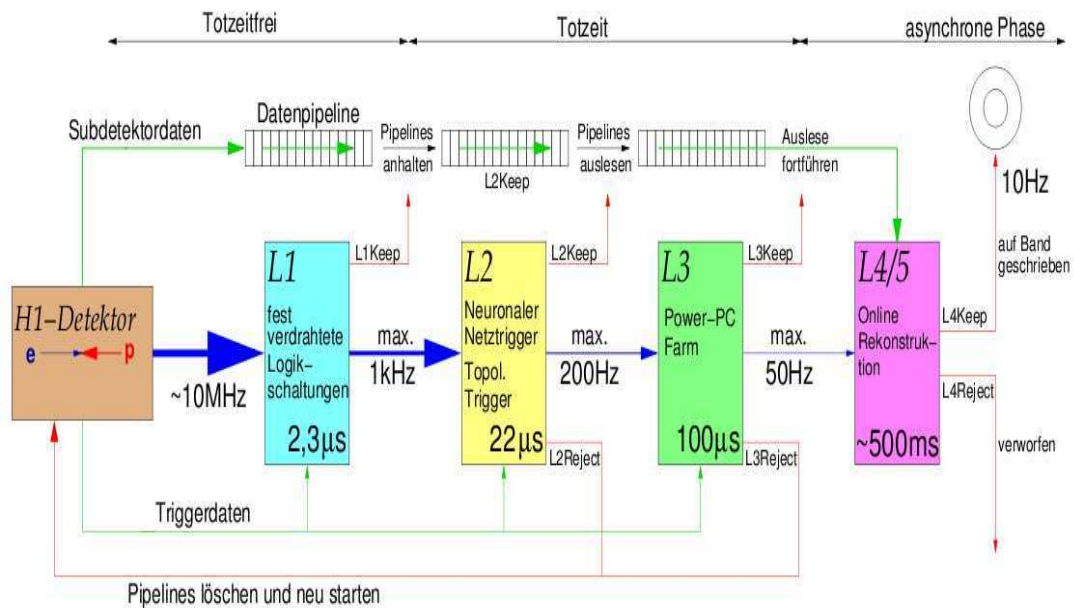 Totzeitfrei
Totzeit
asynchrone Phase
Datenpipeline
Subdetektordaten
Pipelines
anhalten
L2Keep
Pipelines
auslesen
Auslese
fortführen
10Hz
auf Band
geschrieben
H1-Detektor
e
p
~10MHz
L1
fest
verdrahtete
Logik-
schaltungen
2,3µs
L1Keep
max.
1kHz
L2
Neuronaler
Netztrigger
Topol.
Trigger
22µs
L2Keep
L2Reject
max.
200Hz
L3
Power-PC
Farm
100µs
L3Keep
L3Reject
max.
50Hz
L4/5
Online
Rekonstruk-
tion
~500ms
L4Keep
L4Reject
verworfen
Triggerdaten
Pipelines löschen und neu starten